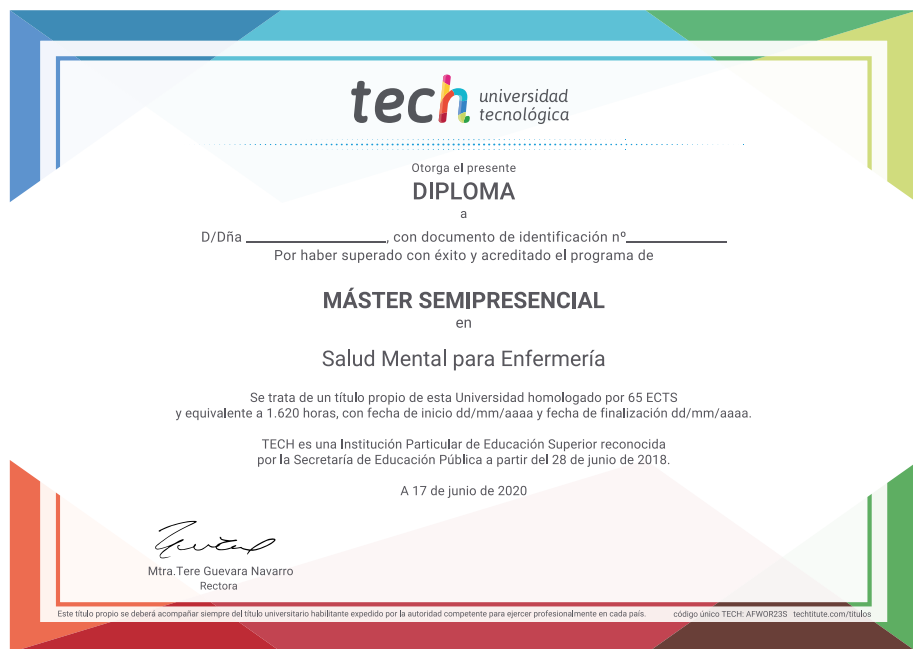 tech universidad
tecnológica
Otorga el presente
DIPLOMA
a
D/Dña ____________, con documento de identificación nº____________
Por haber superado con éxito y acreditado el programa de
MÁSTER SEMIPRESENCIAL
en
Salud Mental para Enfermería
Se trata de un título propio de esta Universidad homologado por 65 ECTS
y equivalente a 1.620 horas, con fecha de inicio dd/mm/aaaa y fecha de finalización dd/mm/aaaa.
TECH es una Institución Particular de Educación Superior reconocida
por la Secretaría de Educación Pública a partir del 28 de junio de 2018.
A 17 de junio de 2020
Mtra.Tere Guevara Navarro
Rectora
Este título propio se deberá acompañar siempre del título universitario habilitante expedido por la autoridad competente para ejercer profesionalmente en cada país. código único TECH: AFWOR23S techtitute.com/titulos